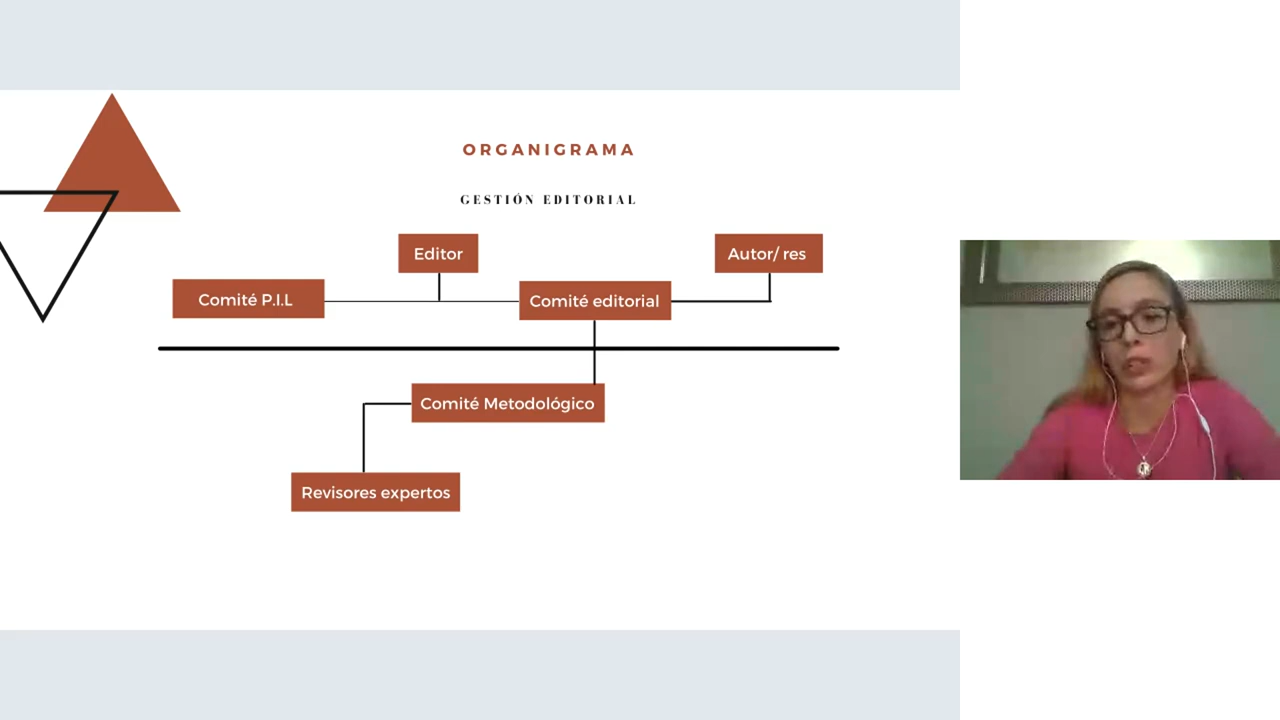 ORGANIGRAMA
GESTIÓN EDITORIAL
Editor
Autor/ res
Comité P.I.L
Comité editorial
Comité Metodológico
Revisores expertos